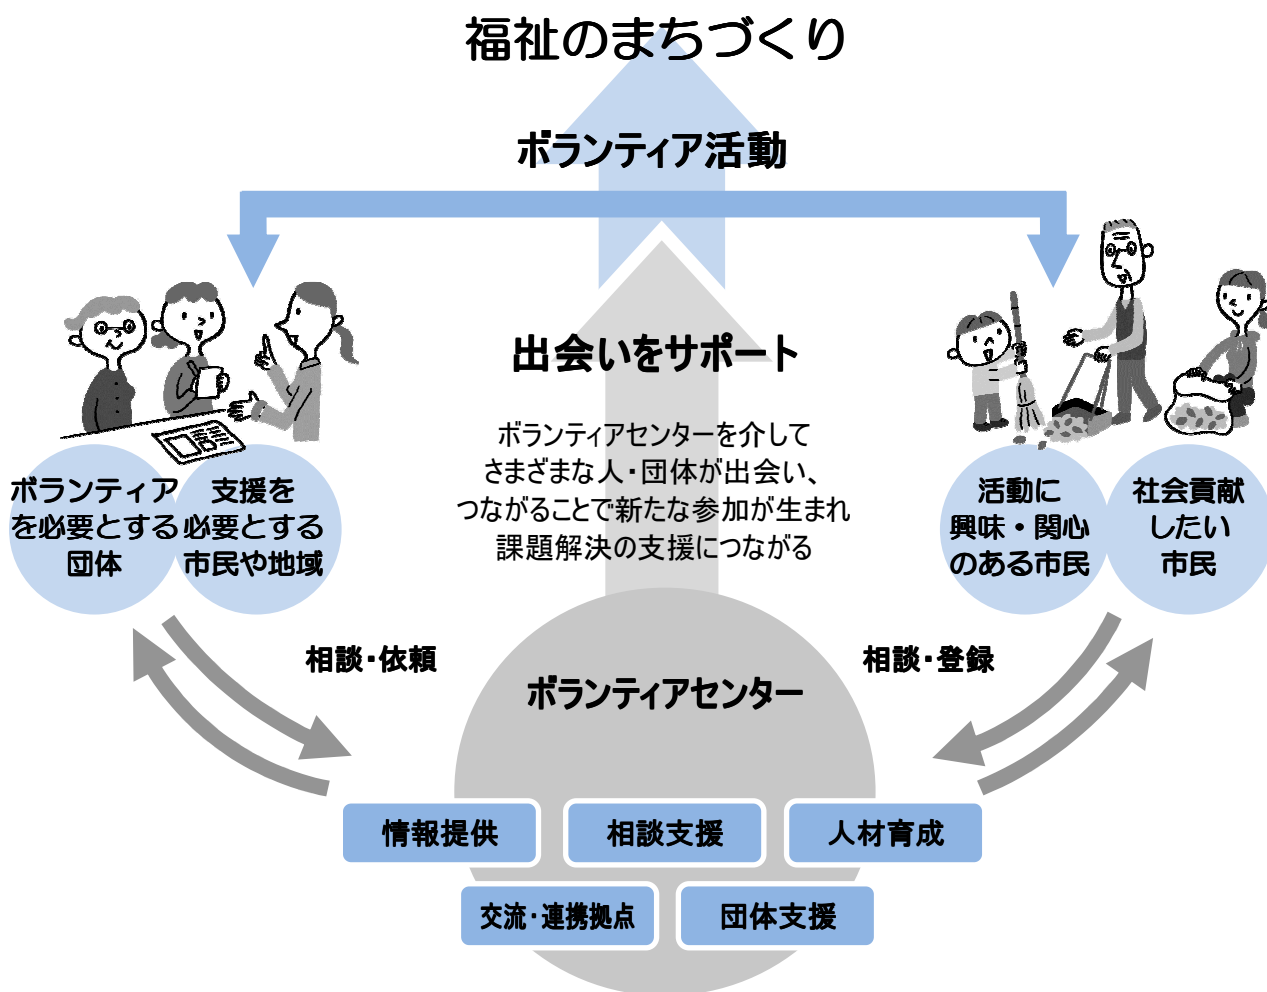 福祉のまちづくり
ボランティア活動
出会いをサポート
ボランティアセンターを介して
さまざまな人・団体が出会い、
つながることで新たな参加が生まれ
課題解決の支援につながる
ボランティア
を必要とする
団体
支援を
必要とする
市民や地域
活動に
興味・関心
のある市民
社会貢献
したい
市民
相談・依頼
相談・登録
ボランティアセンター
情報提供
相談支援
人材育成
交流・連携拠点
団体支援